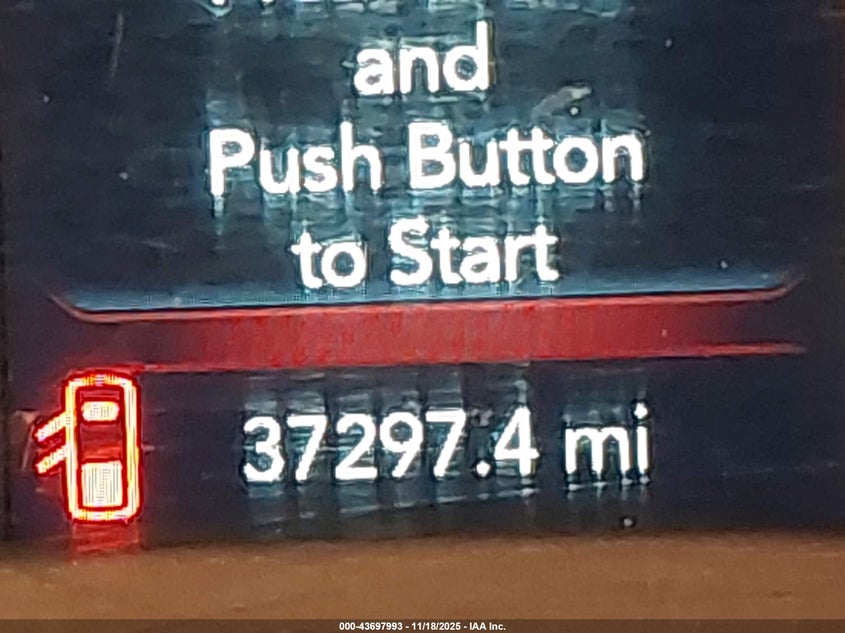 and
Push Button
to Start
37297.4 mi
000-43697993 - 11/18/2025 - IAA Inc.